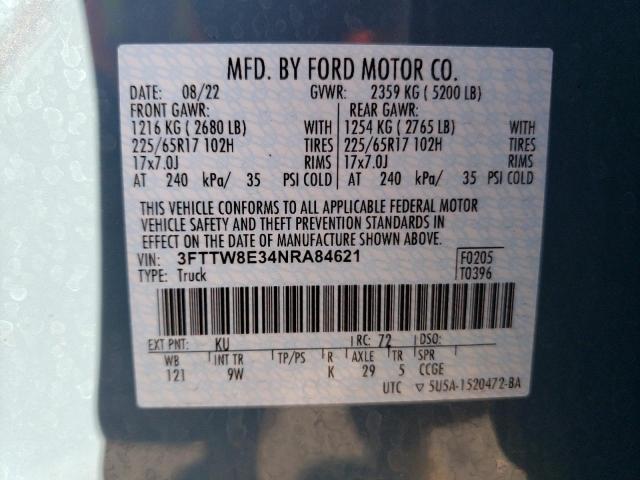 MFD. BY FORD MOTOR CO.
DATE: 08/22 GVWR: 2359 KG ( 5200 LB)
FRONT GAWR: REAR GAWR:
1216 KG ( 2680 LB) WITH 1254 KG ( 2765 LB) WITH
225/65R17 102H TIRES 225/65R17 102H TIRES
17x7.0J RIMS 17x7.0J RIMS
AT 240 kPa/ 35 PSI COLD AT 240 kPa/ 35 PSI COLD
THIS VEHICLE CONFORMS TO ALL APPLICABLE FEDERAL MOTOR
VEHICLE SAFETY AND THEFT PREVENTION STANDARDS IN
EFFECT ON THE DATE OF MANUFACTURE SHOWN ABOVE.
VIN: 3FTTW8E34NRA84621 F0205
TYPE: Truck T0396
EXT PNT: KU RC: 72 DSO:
WB INT TR TP/PS R AXLE TR SPR
121 9W K 29 5 CCGE
UTC ▽ 5U5A-1520472-BA